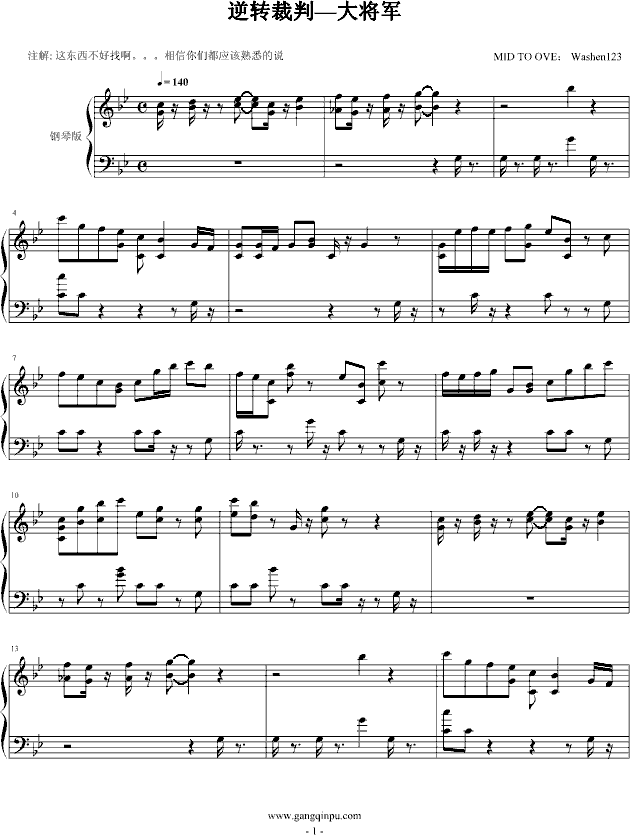 逆转裁判—大将军
注解: 这东西不好找啊。。。相信你们都应该熟悉的说
MID TO OVE： Washen123
♩ = 140
钢琴版
4
7
10
13
www.gangqinpu.com
- 1 -